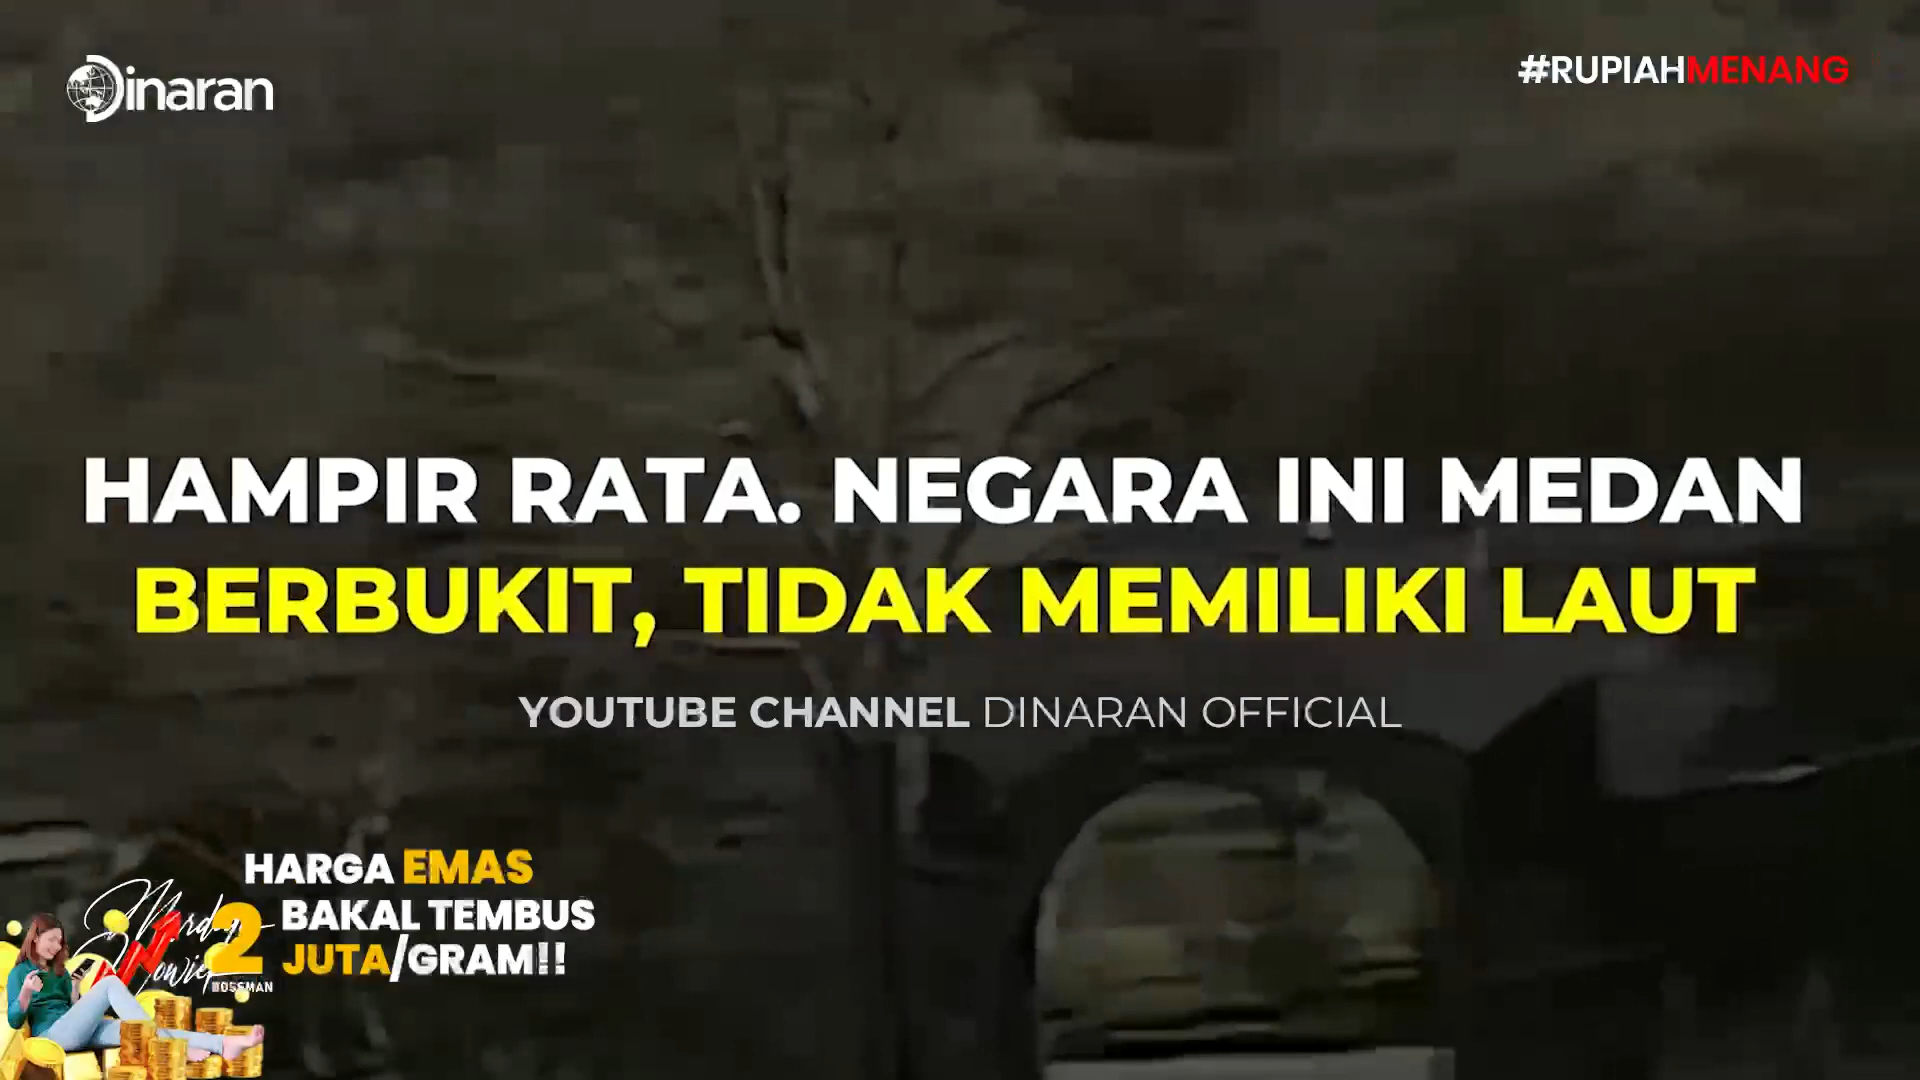 Dinaran
#RUPIAHMENANG
HAMPIR RATA. NEGARA INI MEDAN
BERBUKIT, TIDAK MEMILIKI LAUT
YOUTUBE CHANNEL DINARAN OFFICIAL
HARGA EMAS
BAKAL TEMBUS
2 JUTA/GRAM!!
BOSSMAN